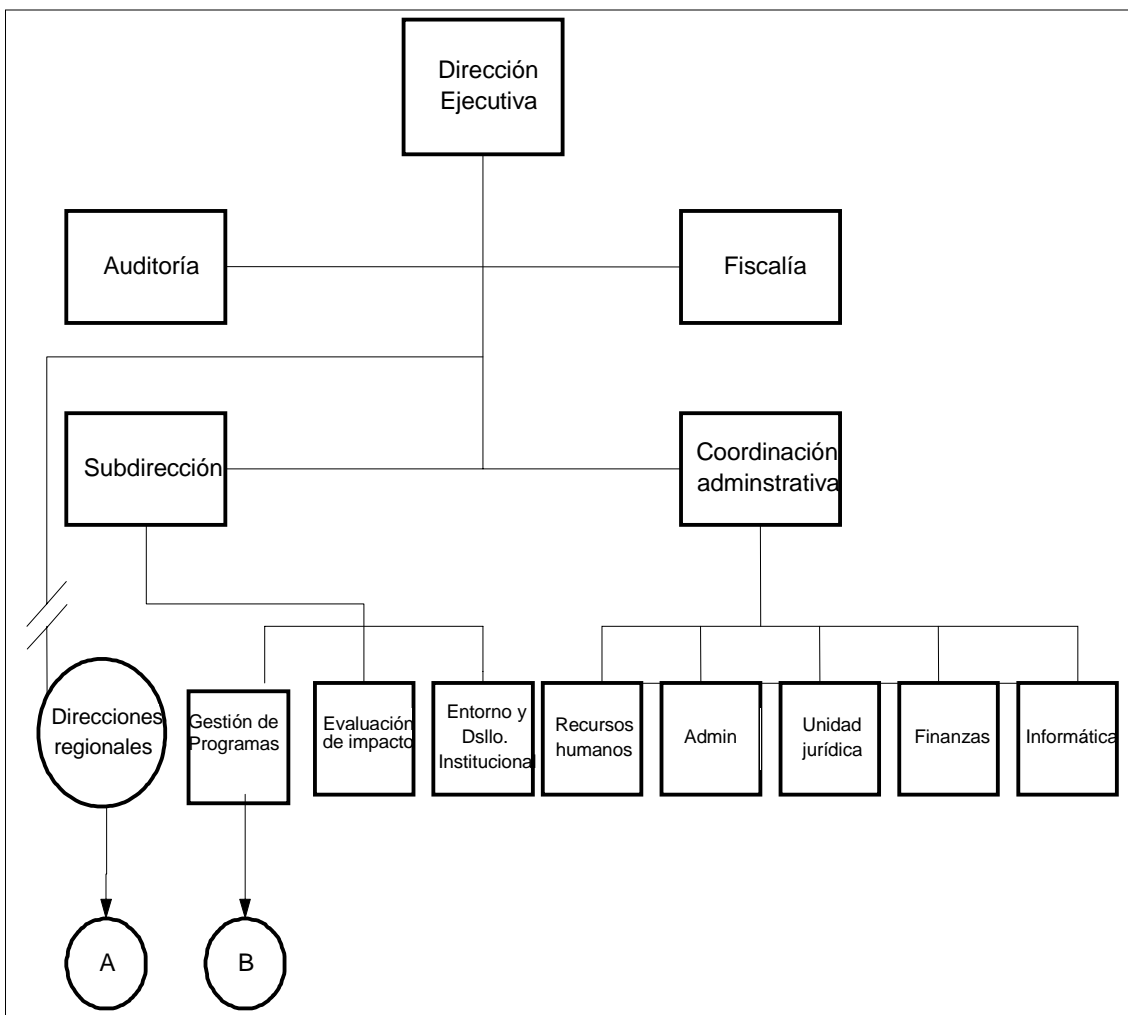 Dirección
Ejecutiva
Auditoría
Fiscalía
Subdirección
Coordinación
adminstrativa
Direcciones
regionales
Gestión de
Programas
Evaluación
de impacto
Entorno y
Dsllo.
Institucional
Recursos
humanos
Admin
Unidad
jurídica
Finanzas
Informática
A
B